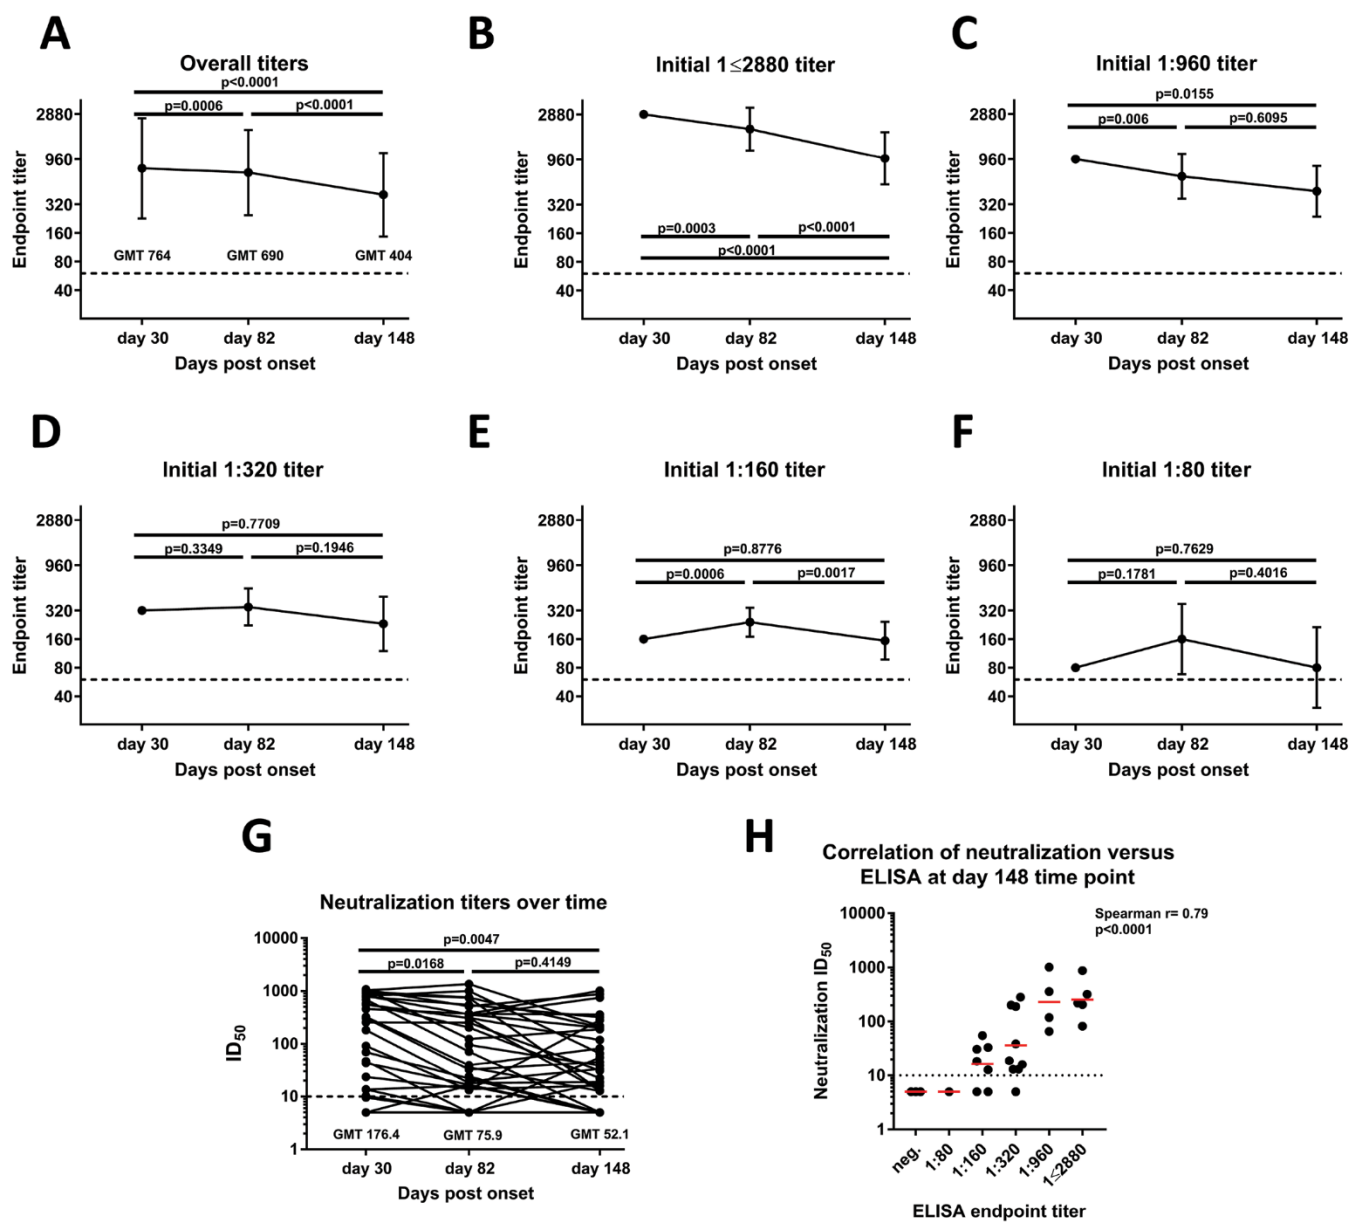 A
Overall titers
p<0.0001
p=0.0006
p<0.0001
2880
960
320
160
80
40
Endpoint titer
GMT 764
GMT 690
GMT 404
day 30
day 82
day 148
Days post onset
B
Initial 1≤2880 titer
2880
960
320
160
80
40
Endpoint titer
p=0.0003
p<0.0001
p<0.0001
day 30
day 82
day 148
Days post onset
C
Initial 1:960 titer
p=0.0155
p=0.006
p=0.6095
2880
960
320
160
80
40
Endpoint titer
day 30
day 82
day 148
Days post onset
D
Initial 1:320 titer
p=0.7709
p=0.3349
p=0.1946
2880
960
320
160
80
40
Endpoint titer
day 30
day 82
day 148
Days post onset
E
Initial 1:160 titer
p=0.8776
p=0.0006
p=0.0017
2880
960
320
160
80
40
Endpoint titer
day 30
day 82
day 148
Days post onset
F
Initial 1:80 titer
p=0.7629
p=0.1781
p=0.4016
2880
960
320
160
80
40
Endpoint titer
day 30
day 82
day 148
Days post onset
G
Neutralization titers over time
p=0.0047
p=0.0168
p=0.4149
10000
1000
100
10
1
ID50
GMT 176.4
GMT 75.9
GMT 52.1
day 30
day 82
day 148
Days post onset
H
Correlation of neutralization versus
ELISA at day 148 time point
Spearman r= 0.79
p<0.0001
10000
1000
100
10
1
Neutralization ID50
neg.
1:80
1:160
1:320
1:960
1≤2880
ELISA endpoint titer